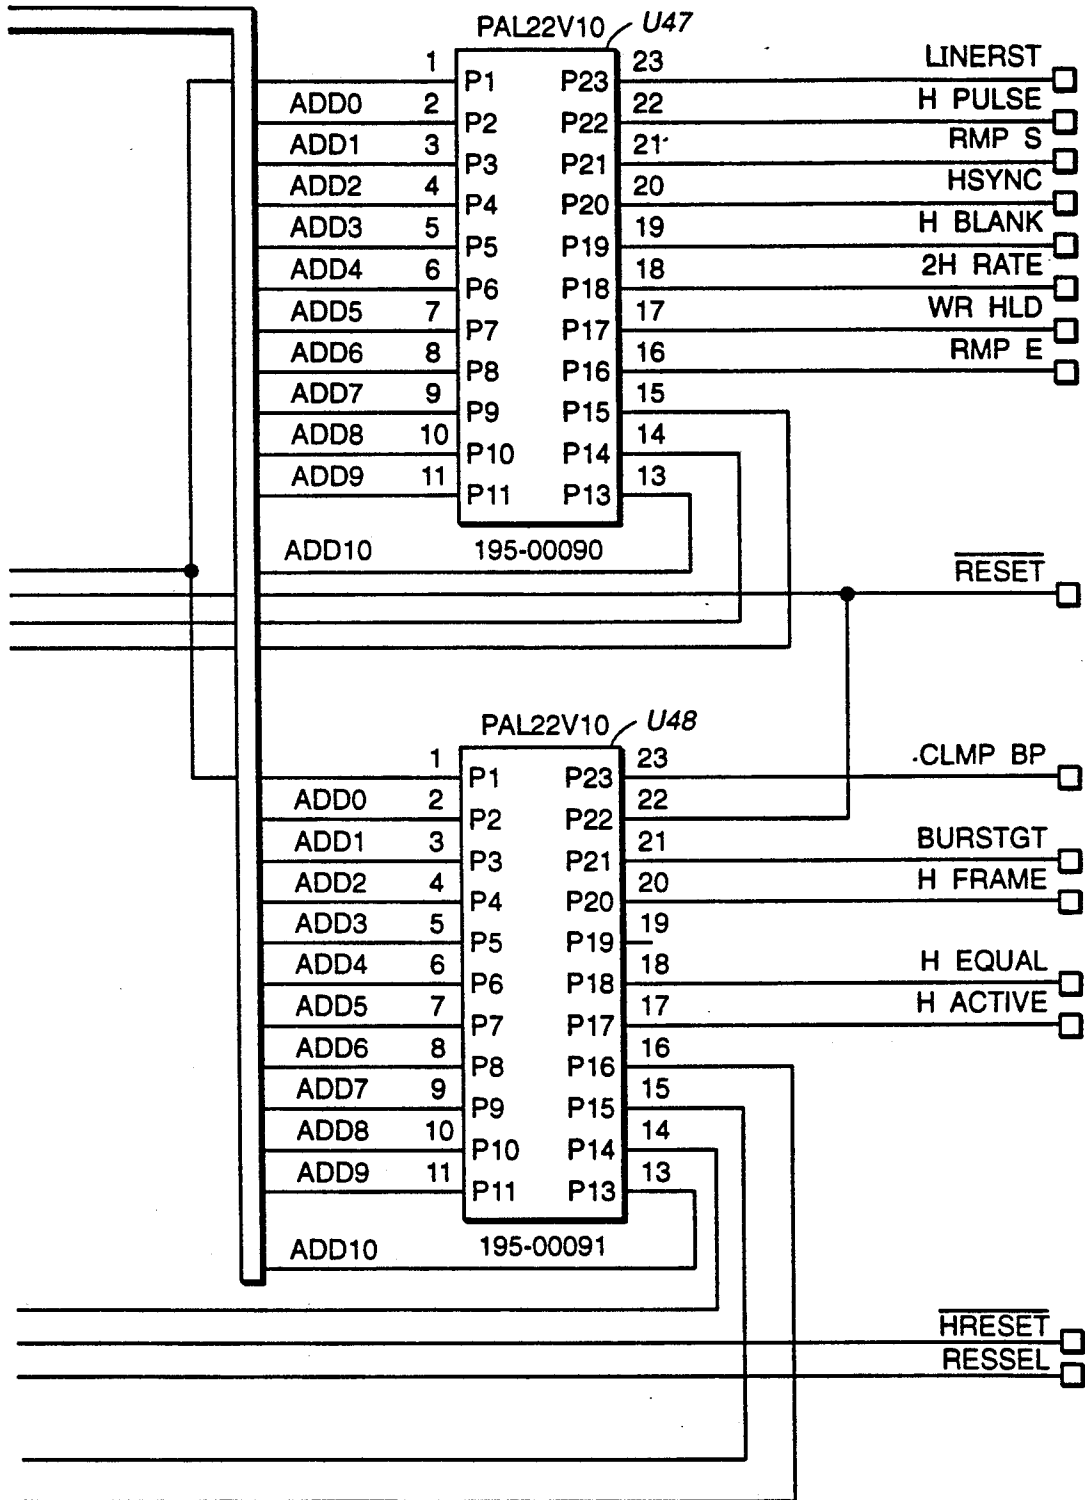 PAL22V10 U47
1 P1 P23 23 LINERST
ADD0 2 P2 P22 22 H PULSE
ADD1 3 P3 P21 21 RMP S
ADD2 4 P4 P20 20 HSYNC
ADD3 5 P5 P19 19 H BLANK
ADD4 6 P6 P18 18 2H RATE
ADD5 7 P7 P17 17 WR HLD
ADD6 8 P8 P16 16 RMP E
ADD7 9 P9 P15 15
ADD8 10 P10 P14 14
ADD9 11 P11 P13 13
ADD10 195-00090
RESET
PAL22V10 U48
1 P1 P23 23 CLMP BP
ADD0 2 P2 P22 22
ADD1 3 P3 P21 21 BURSTGT
ADD2 4 P4 P20 20 H FRAME
ADD3 5 P5 P19 19
ADD4 6 P6 P18 18 H EQUAL
ADD5 7 P7 P17 17 H ACTIVE
ADD6 8 P8 P16 16
ADD7 9 P9 P15 15
ADD8 10 P10 P14 14
ADD9 11 P11 P13 13
ADD10 195-00091
HRESET
RESSEL